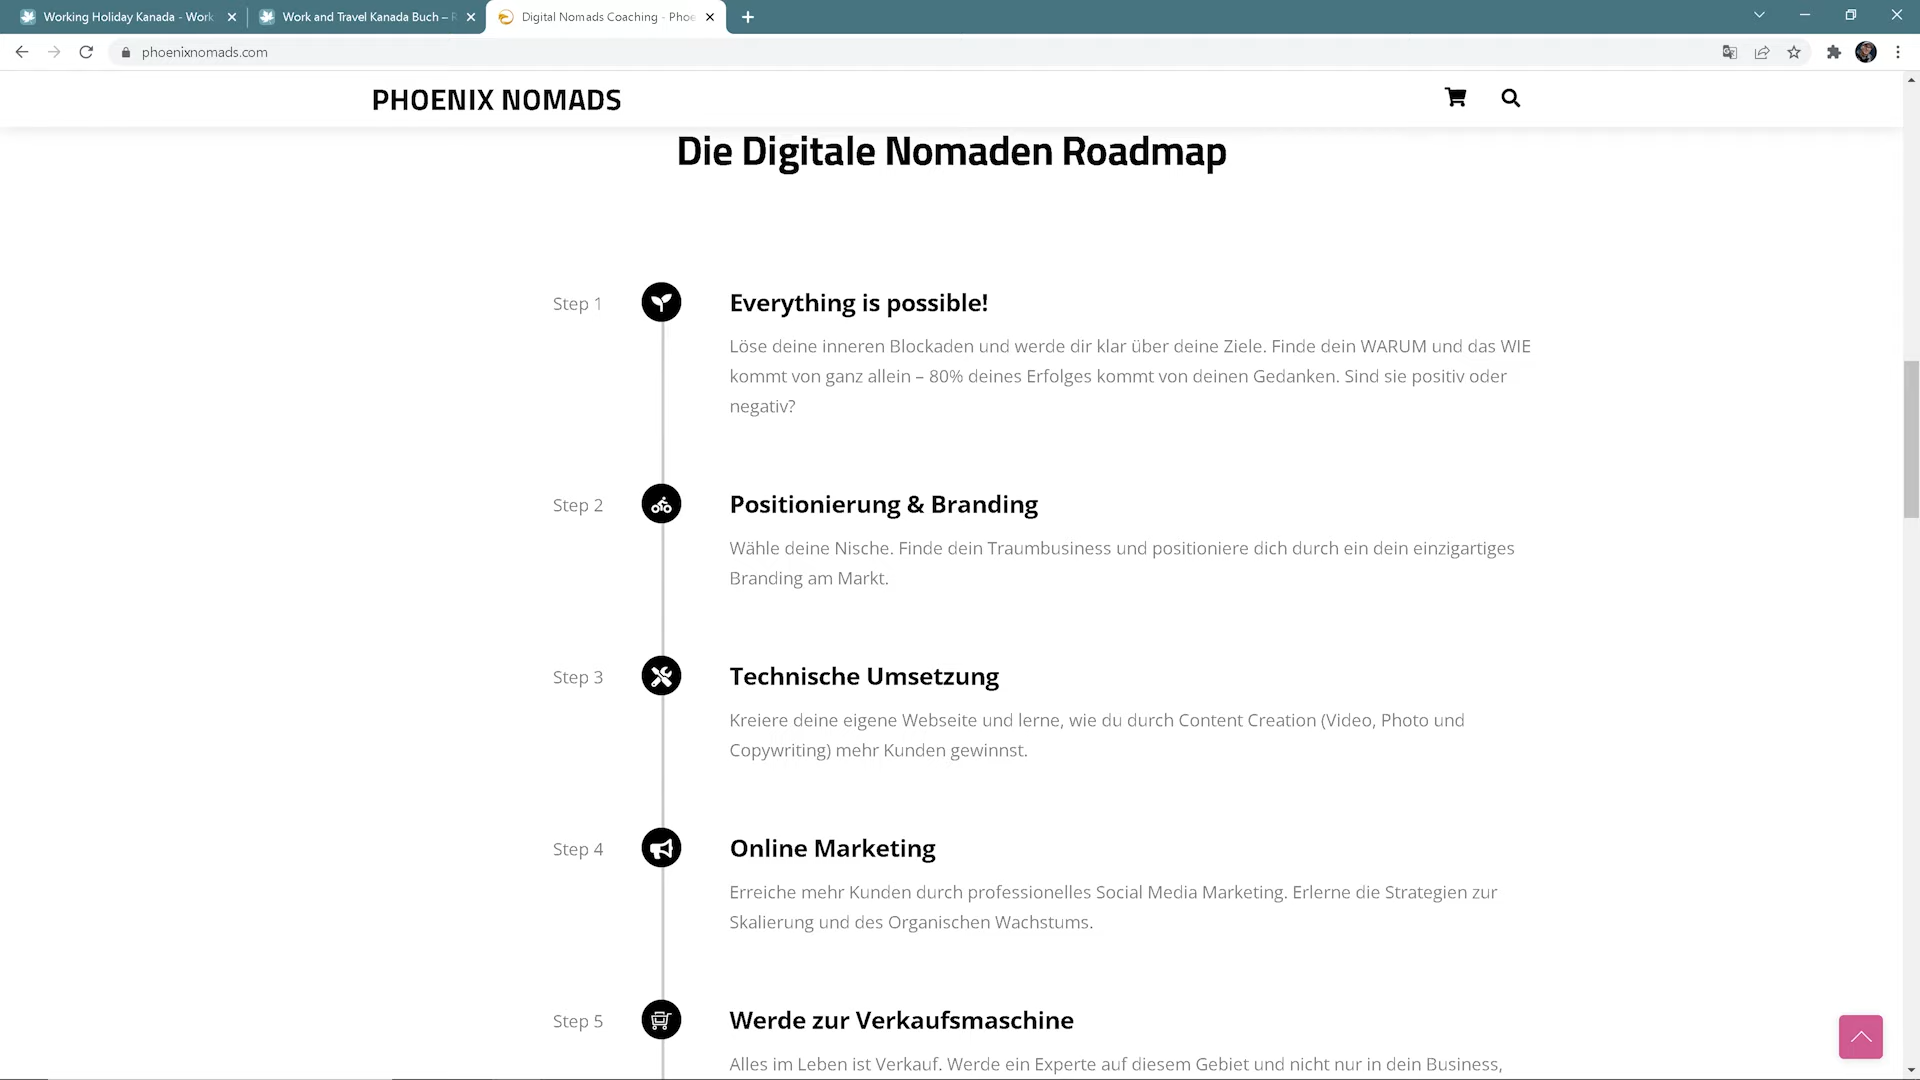 Working Holiday Kanada - Work
Work and Travel Kanada Buch –
Digital Nomads Coaching - Phoe
phoenixnomads.com
PHOENIX NOMADS
Die Digitale Nomaden Roadmap
Step 1
Everything is possible!
Löse deine inneren Blockaden und werde dir klar über deine Ziele. Finde dein WARUM und das WIE
kommt von ganz allein – 80% deines Erfolges kommt von deinen Gedanken. Sind sie positiv oder
negativ?
Step 2
Positionierung & Branding
Wähle deine Nische. Finde dein Traumbusiness und positioniere dich durch ein dein einzigartiges
Branding am Markt.
Step 3
Technische Umsetzung
Kreiere deine eigene Webseite und lerne, wie du durch Content Creation (Video, Photo und
Copywriting) mehr Kunden gewinnst.
Step 4
Online Marketing
Erreiche mehr Kunden durch professionelles Social Media Marketing. Erlerne die Strategien zur
Skalierung und des Organischen Wachstums.
Step 5
Werde zur Verkaufsmaschine
Alles im Leben ist Verkauf. Werde ein Experte auf diesem Gebiet und nicht nur in dein Business,